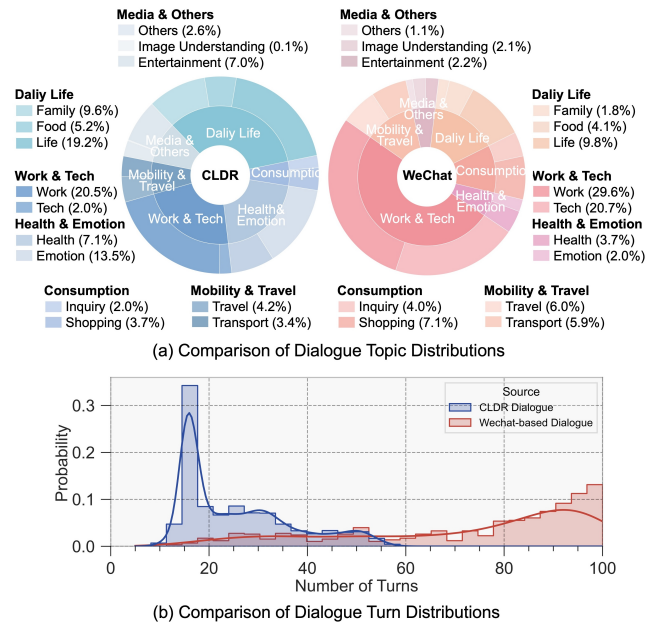 Media & Others
Others (2.6%)
Image Understanding (0.1%)
Entertainment (7.0%)
Media & Others
Others (1.1%)
Image Understanding (2.1%)
Entertainment (2.2%)
Daliy Life
Family (9.6%)
Food (5.2%)
Life (19.2%)
Work & Tech
Work (20.5%)
Tech (2.0%)
Health & Emotion
Health (7.1%)
Emotion (13.5%)
Daliy Life
Media &
Others
Mobility &
Travel
CLDR
Consumptio
Work & Tech
Health&
Emotion
Media &
Others
Mobility &
Travel
Daliy Life
WeChat
Consumptio
Health &
Emotion
Work & Tech
Daliy Life
Family (1.8%)
Food (4.1%)
Life (9.8%)
Work & Tech
Work (29.6%)
Tech (20.7%)
Health & Emotion
Health (3.7%)
Emotion (2.0%)
Consumption
Inquiry (2.0%)
Shopping (3.7%)
Mobility & Travel
Travel (4.2%)
Transport (3.4%)
Consumption
Inquiry (4.0%)
Shopping (7.1%)
Mobility & Travel
Travel (6.0%)
Transport (5.9%)
(a) Comparison of Dialogue Topic Distributions
Probability
0.3
0.2
0.1
0.0
Source
CLDR Dialogue
Wechat-based Dialogue
0 20 40 60 80 100
Number of Turns
(b) Comparison of Dialogue Turn Distributions